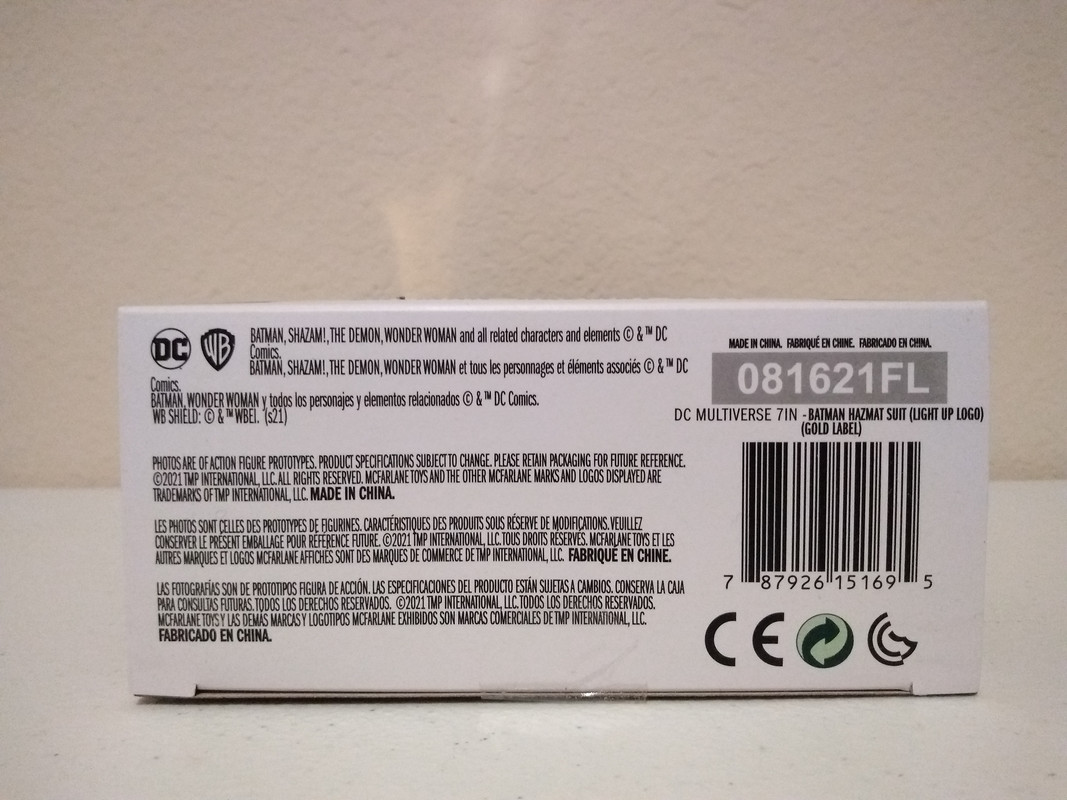 DC WB BATMAN, SHAZAM!, THE DEMON, WONDER WOMAN and all related characters and elements © & ™ DC
Comics.
BATMAN, SHAZAM!, THE DEMON, WONDER WOMAN et tous les personnages et éléments associés © & ™ DC
Comics.
BATMAN, WONDER WOMAN y todos los personajes y elementos relacionados © & ™ DC Comics.
WB SHIELD: © & ™ WBEI. (s21)
PHOTOS ARE OF ACTION FIGURE PROTOTYPES. PRODUCT SPECIFICATIONS SUBJECT TO CHANGE. PLEASE RETAIN PACKAGING FOR FUTURE REFERENCE.
©2021 TMP INTERNATIONAL, LLC. ALL RIGHTS RESERVED. MCFARLANE TOYS AND THE OTHER MCFARLANE MARKS AND LOGOS DISPLAYED ARE
TRADEMARKS OF TMP INTERNATIONAL, LLC. MADE IN CHINA.
LES PHOTOS SONT CELLES DES PROTOTYPES DE FIGURINES. CARACTÉRISTIQUES DES PRODUITS SOUS RÉSERVE DE MODIFICATIONS. VEUILLEZ
CONSERVER LE PRÉSENT EMBALLAGE POUR RÉFÉRENCE FUTURE. ©2021 TMP INTERNATIONAL, LLC. TOUS DROITS RÉSERVÉS. MCFARLANE TOYS ET LES
AUTRES MARQUES ET LOGOS MCFARLANE AFFICHÉS SONT DES MARQUES DE COMMERCE DE TMP INTERNATIONAL, LLC. FABRIQUÉ EN CHINE.
LAS FOTOGRAFÍAS SON DE PROTOTIPOS FIGURA DE ACCIÓN. LAS ESPECIFICACIONES DEL PRODUCTO ESTÁN SUJETAS A CAMBIOS. CONSERVA LA CAJA
PARA CONSULTAS FUTURAS. TODOS LOS DERECHOS RESERVADOS. ©2021 TMP INTERNATIONAL, LLC. TODOS LOS DERECHOS RESERVADOS.
MCFARLANE TOYS Y LAS DEMAS MARCAS Y LOGOTIPOS MCFARLANE EXHIBIDOS SON MARCAS COMERCIALES DE TMP INTERNATIONAL, LLC.
FABRICADO EN CHINA.
MADE IN CHINA. FABRIQUÉ EN CHINE. FABRICADO EN CHINA.
081621FL
DC MULTIVERSE 7IN - BATMAN HAZMAT SUIT (LIGHT UP LOGO)
(GOLD LABEL)
7 87926 15169 5
CE